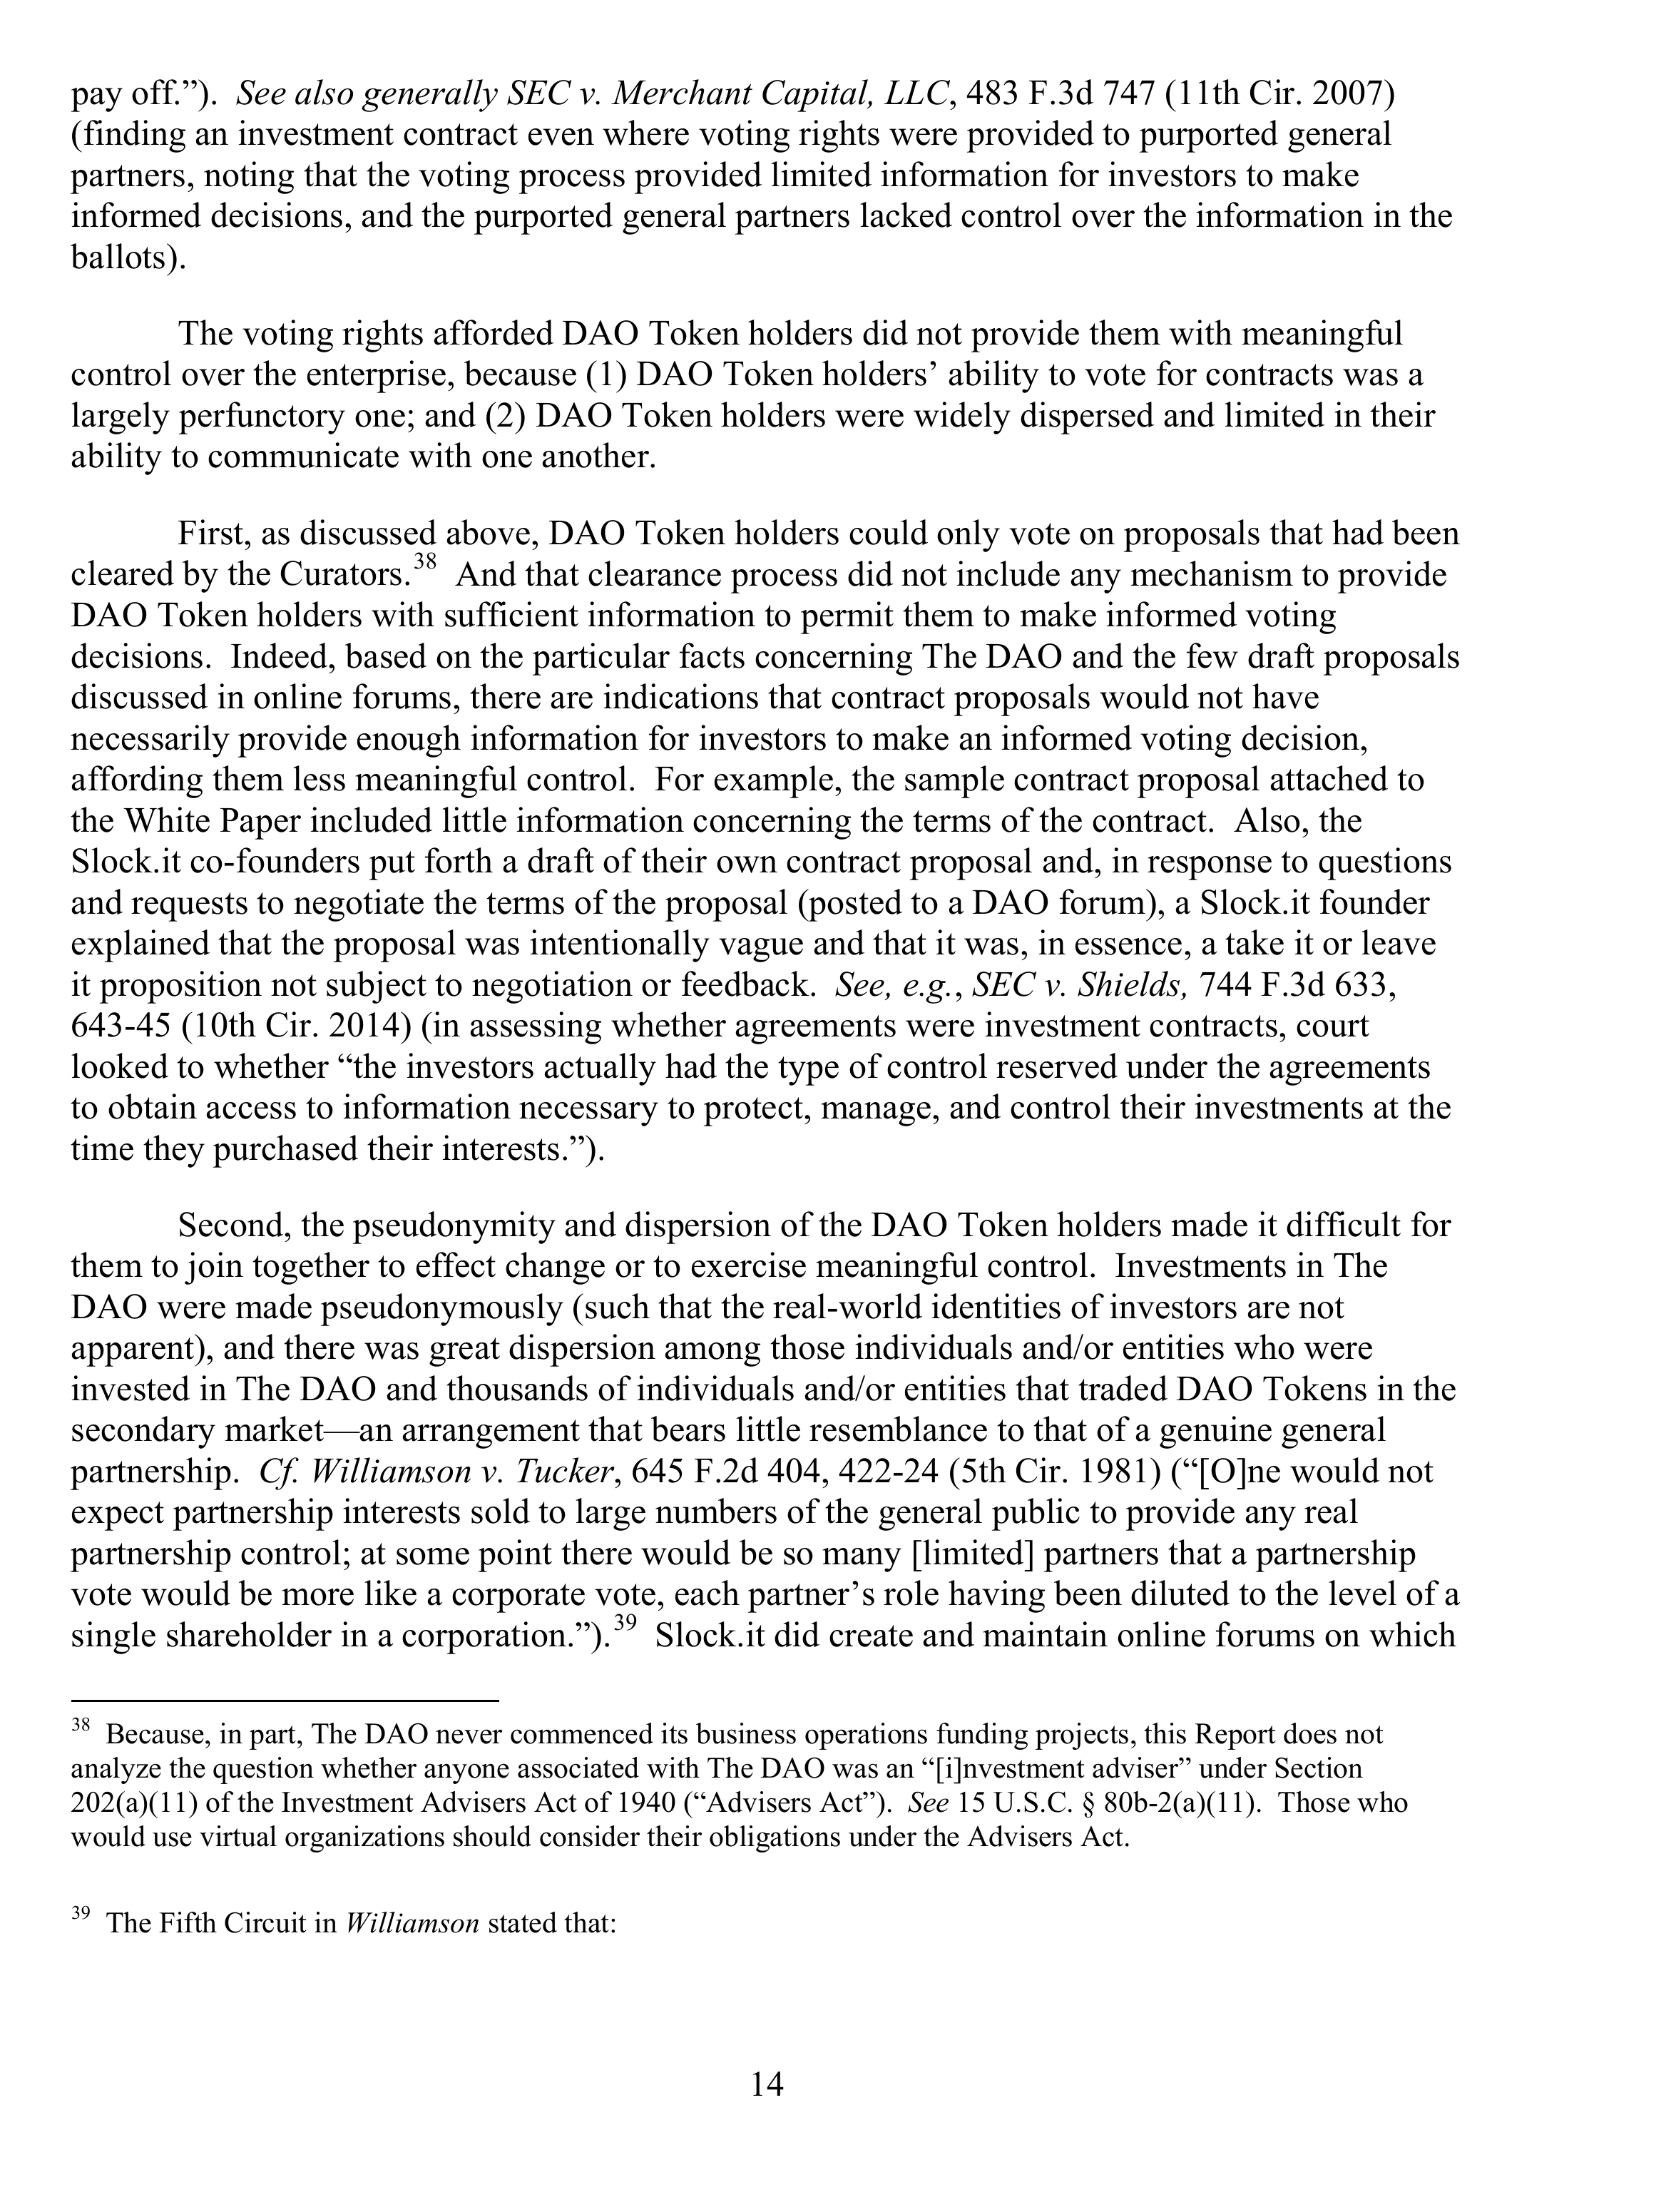 pay off.”).  See also generally SEC v. Merchant Capital, LLC, 483 F.3d 747 (11th Cir. 2007)
(finding an investment contract even where voting rights were provided to purported general
partners, noting that the voting process provided limited information for investors to make
informed decisions, and the purported general partners lacked control over the information in the
ballots).
The voting rights afforded DAO Token holders did not provide them with meaningful
control over the enterprise, because (1) DAO Token holders’ ability to vote for contracts was a
largely perfunctory one; and (2) DAO Token holders were widely dispersed and limited in their
ability to communicate with one another.
First, as discussed above, DAO Token holders could only vote on proposals that had been
cleared by the Curators.38  And that clearance process did not include any mechanism to provide
DAO Token holders with sufficient information to permit them to make informed voting
decisions.  Indeed, based on the particular facts concerning The DAO and the few draft proposals
discussed in online forums, there are indications that contract proposals would not have
necessarily provide enough information for investors to make an informed voting decision,
affording them less meaningful control.  For example, the sample contract proposal attached to
the White Paper included little information concerning the terms of the contract.  Also, the
Slock.it co-founders put forth a draft of their own contract proposal and, in response to questions
and requests to negotiate the terms of the proposal (posted to a DAO forum), a Slock.it founder
explained that the proposal was intentionally vague and that it was, in essence, a take it or leave
it proposition not subject to negotiation or feedback.  See, e.g., SEC v. Shields, 744 F.3d 633,
643-45 (10th Cir. 2014) (in assessing whether agreements were investment contracts, court
looked to whether “the investors actually had the type of control reserved under the agreements
to obtain access to information necessary to protect, manage, and control their investments at the
time they purchased their interests.”).
Second, the pseudonymity and dispersion of the DAO Token holders made it difficult for
them to join together to effect change or to exercise meaningful control.  Investments in The
DAO were made pseudonymously (such that the real-world identities of investors are not
apparent), and there was great dispersion among those individuals and/or entities who were
invested in The DAO and thousands of individuals and/or entities that traded DAO Tokens in the
secondary market—an arrangement that bears little resemblance to that of a genuine general
partnership.  Cf. Williamson v. Tucker, 645 F.2d 404, 422-24 (5th Cir. 1981) (“[O]ne would not
expect partnership interests sold to large numbers of the general public to provide any real
partnership control; at some point there would be so many [limited] partners that a partnership
vote would be more like a corporate vote, each partner’s role having been diluted to the level of a
single shareholder in a corporation.”).39  Slock.it did create and maintain online forums on which
38  Because, in part, The DAO never commenced its business operations funding projects, this Report does not
analyze the question whether anyone associated with The DAO was an “[i]nvestment adviser” under Section
202(a)(11) of the Investment Advisers Act of 1940 (“Advisers Act”).  See 15 U.S.C. § 80b-2(a)(11).  Those who
would use virtual organizations should consider their obligations under the Advisers Act.
39  The Fifth Circuit in Williamson stated that:
14